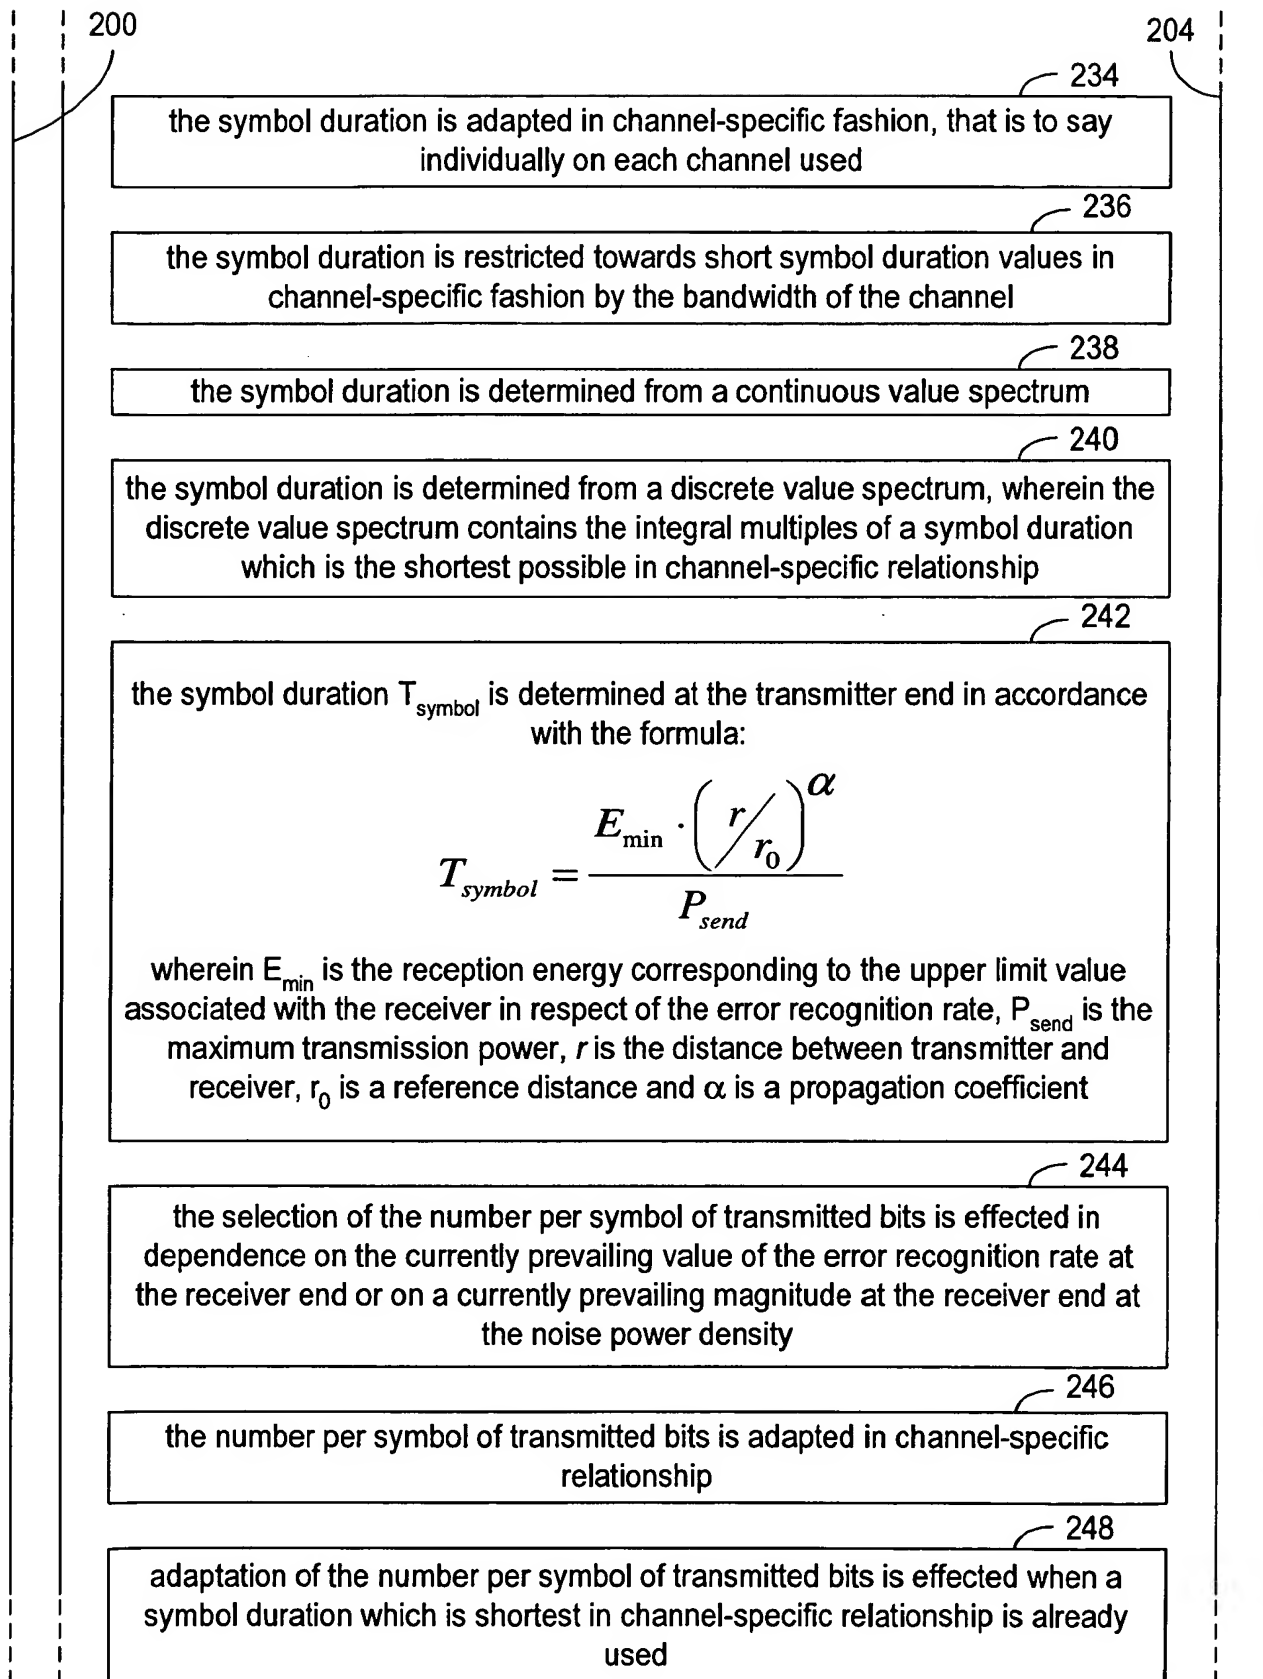 200
204
234
the symbol duration is adapted in channel-specific fashion, that is to say
individually on each channel used
236
the symbol duration is restricted towards short symbol duration values in
channel-specific fashion by the bandwidth of the channel
238
the symbol duration is determined from a continuous value spectrum
240
the symbol duration is determined from a discrete value spectrum, wherein the
discrete value spectrum contains the integral multiples of a symbol duration
which is the shortest possible in channel-specific relationship
242
the symbol duration T_symbol is determined at the transmitter end in accordance
with the formula:
T_symbol = E_min · (r/r_0)^α / P_send
wherein E_min is the reception energy corresponding to the upper limit value
associated with the receiver in respect of the error recognition rate, P_send is the
maximum transmission power, r is the distance between transmitter and
receiver, r_0 is a reference distance and α is a propagation coefficient
244
the selection of the number per symbol of transmitted bits is effected in
dependence on the currently prevailing value of the error recognition rate at
the receiver end or on a currently prevailing magnitude at the receiver end at
the noise power density
246
the number per symbol of transmitted bits is adapted in channel-specific
relationship
248
adaptation of the number per symbol of transmitted bits is effected when a
symbol duration which is shortest in channel-specific relationship is already
used